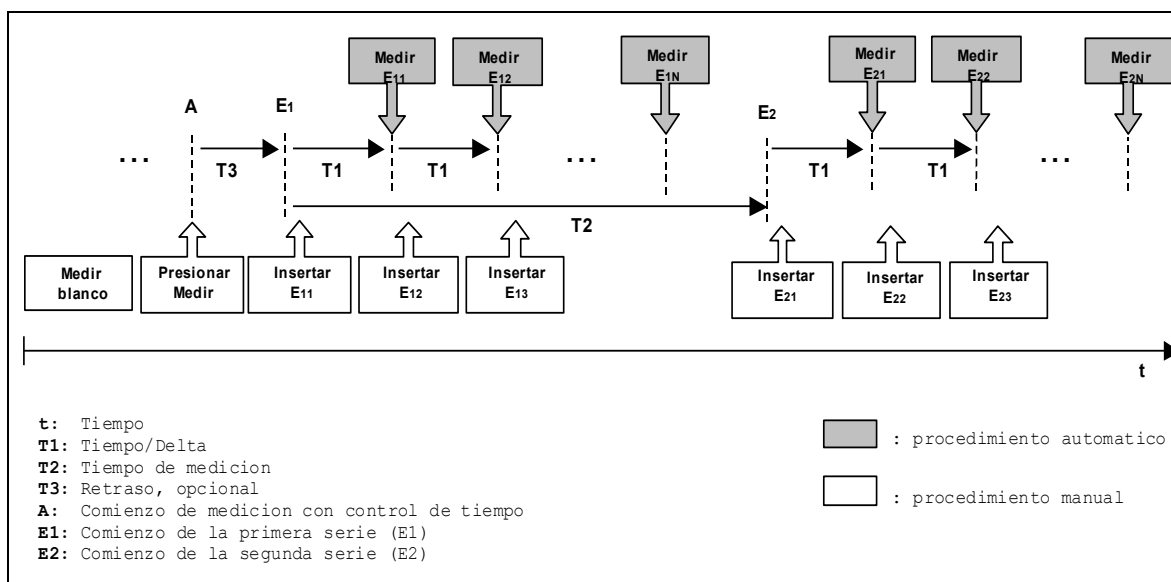 Medir
E11
Medir
E12
Medir
E1N
Medir
E21
Medir
E22
Medir
E2N
A
E1
E2
...
T3
T1
T1
...
T1
T1
...
T2
Medir
blanco
Presionar
Medir
Insertar
E11
Insertar
E12
Insertar
E13
Insertar
E21
Insertar
E22
Insertar
E23
t
t: Tiempo
T1: Tiempo/Delta
T2: Tiempo de medicion
T3: Retraso, opcional
A: Comienzo de medicion con control de tiempo
E1: Comienzo de la primera serie (E1)
E2: Comienzo de la segunda serie (E2)
: procedimiento automatico
: procedimiento manual